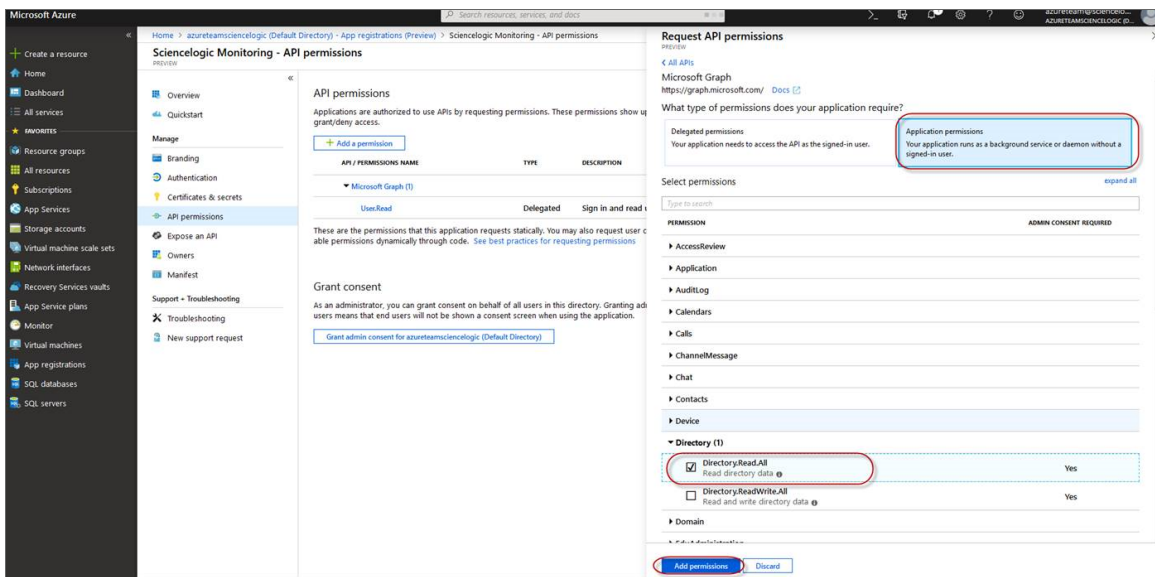 Microsoft Azure
Search resources, services, and docs
AZURETEAMSCIENCELOGIC (D...
Create a resource
Home
Dashboard
All services
FAVORITES
Resource groups
All resources
Subscriptions
App Services
Storage accounts
Virtual machine scale sets
Network interfaces
Recovery Services vaults
App Service plans
Monitor
Virtual machines
App registrations
SQL databases
SQL servers
Home > azureteamsciencelogic (Default Directory) - App registrations (Preview) > Sciencelogic Monitoring - API permissions
Sciencelogic Monitoring - API permissions
PREVIEW
Overview
Quickstart
Manage
Branding
Authentication
Certificates & secrets
API permissions
Expose an API
Owners
Manifest
Support + Troubleshooting
Troubleshooting
New support request
API permissions
Applications are authorized to use APIs by requesting permissions. These permissions show up
grant/deny access.
+ Add a permission
API / PERMISSIONS NAME TYPE DESCRIPTION
Microsoft Graph (1)
User.Read Delegated Sign in and read
These are the permissions that this application requests statically. You may also request user c
able permissions dynamically through code. See best practices for requesting permissions
Grant consent
As an administrator, you can grant consent on behalf of all users in this directory. Granting ad
users means that end users will not be shown a consent screen when using the application.
Grant admin consent for azureteamsciencelogic (Default Directory)
Request API permissions
PREVIEW
All APIs
Microsoft Graph
https://graph.microsoft.com/ Docs
What type of permissions does your application require?
Delegated permissions
Your application needs to access the API as the signed-in user.
Application permissions
Your application runs as a background service or daemon without a
signed-in user.
Select permissions expand all
Type to search
PERMISSION ADMIN CONSENT REQUIRED
AccessReview
Application
AuditLog
Calendars
Calls
ChannelMessage
Chat
Contacts
Device
Directory (1)
Directory.Read.All
Read directory data
Yes
Directory.ReadWrite.All
Read and write directory data
Yes
Domain
Add permissions Discard